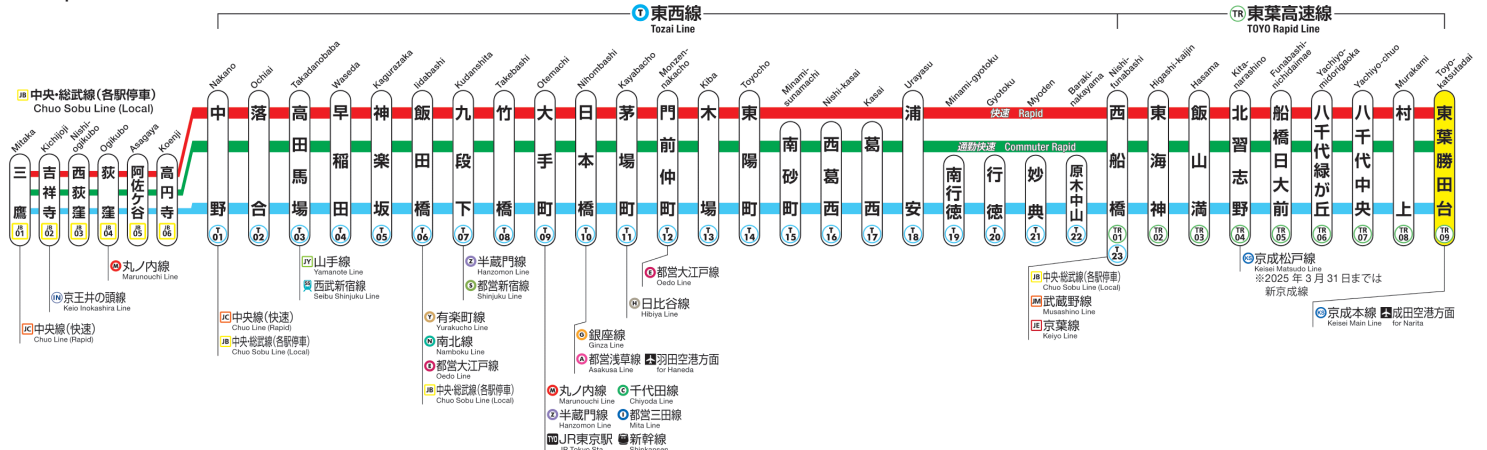 T 東西線
Tozai Line
TR 東葉高速線
TOYO Rapid Line
JB 中央・総武線(各駅停車)
Chuo Sobu Line (Local)
Mitaka
三鷹
JB 01
Kichijoji
吉祥寺
JB 02
Nishi-
ogikubo
西荻窪
JB 03
Ogikubo
荻窪
JB 04
Asagaya
阿佐ケ谷
JB 05
Koenji
高円寺
JB 06
Nakano
中野
T 01
Ochiai
落合
T 02
Takadanobaba
高田馬場
T 03
Waseda
早稲田
T 04
Kagurazaka
神楽坂
T 05
Iidabashi
飯田橋
T 06
Kudanshita
九段下
T 07
Takebashi
竹橋
T 08
Otemachi
大手町
T 09
Nihombashi
日本橋
T 10
Kayabacho
茅場町
T 11
Monzen-
nakacho
門前仲町
T 12
Kiba
木場
T 13
Toyocho
東陽町
T 14
Minami-
sunamachi
南砂町
T 15
Nishi-kasai
西葛西
T 16
Kasai
葛西
T 17
Urayasu
浦安
T 18
快速 Rapid
通勤快速 Commuter Rapid
Minami-gyotoku
南行徳
T 19
Gyotoku
行徳
T 20
Myoden
妙典
T 21
Baraki-
nakayama
原木中山
T 22
Nishi-
funabashi
西船橋
TR 01
T 23
Higashi-kaijin
東海神
TR 02
Hasama
飯山満
TR 03
Kita-
narashino
北習志野
TR 04
Funabashi-
nichidaimae
船橋日大前
TR 05
Yachiyo-
midorigaoka
八千代緑が丘
TR 06
Yachiyo-chuo
八千代中央
TR 07
Murakami
村上
TR 08
Toyo-
katsutadai
東葉勝田台
TR 09
M 丸ノ内線
Marunouchi Line
IN 京王井の頭線
Keio Inokashira Line
JC 中央線(快速)
Chuo Line (Rapid)
JC 中央線(快速)
Chuo Line (Rapid)
JB 中央・総武線(各駅停車)
Chuo Sobu Line (Local)
JY 山手線
Yamanote Line
SS 西武新宿線
Seibu Shinjuku Line
Y 有楽町線
Yurakucho Line
N 南北線
Namboku Line
E 都営大江戸線
Oedo Line
JB 中央・総武線(各駅停車)
Chuo Sobu Line (Local)
Z 半蔵門線
Hanzomon Line
S 都営新宿線
Shinjuku Line
M 丸ノ内線
Marunouchi Line
C 千代田線
Chiyoda Line
Z 半蔵門線
Hanzomon Line
I 都営三田線
Mita Line
TYO JR東京駅
JR Tokyo Sta.
新幹線
Shinkansen
G 銀座線
Ginza Line
A 都営浅草線
Asakusa Line
羽田空港方面
for Haneda
H 日比谷線
Hibiya Line
E 都営大江戸線
Oedo Line
JB 中央・総武線(各駅停車)
Chuo Sobu Line (Local)
JM 武蔵野線
Musashino Line
JE 京葉線
Keiyo Line
KS 京成松戸線
Keisei Matsudo Line
※2025 年 3 月 31 日までは
新京成線
KS 京成本線
Keisei Main Line
成田空港方面
for Narita